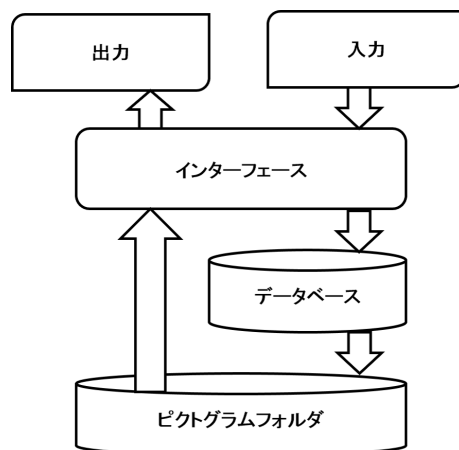 出力
入力
インターフェース
データベース
ピクトグラムフォルダ